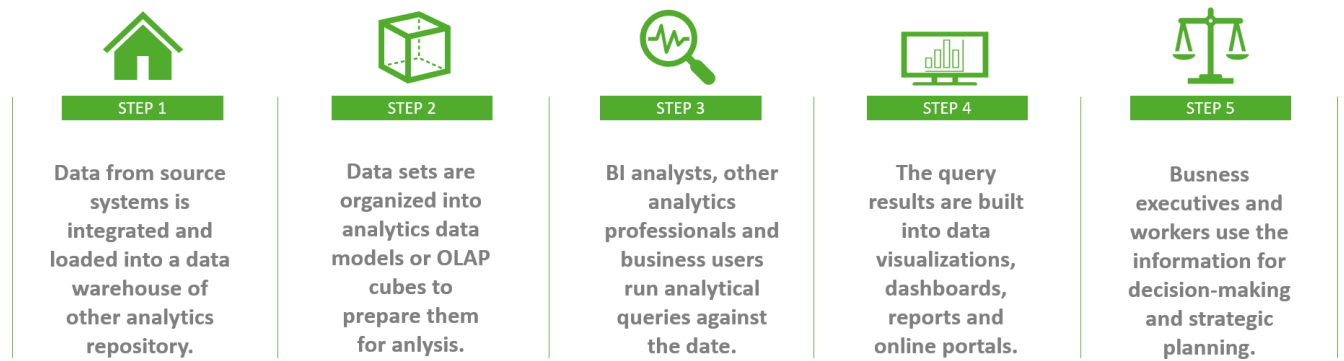 STEP 1
Data from source
systems is
integrated and
loaded into a data
warehouse of
other analytics
repository.
STEP 2
Data sets are
organized into
analytics data
models or OLAP
cubes to
prepare them
for anlysis.
STEP 3
BI analysts, other
analytics
professionals and
business users
run analytical
queries against
the date.
STEP 4
The query
results are built
into data
visualizations,
dashboards,
reports and
online portals.
STEP 5
Busness
executives and
workers use the
information for
decision-making
and strategic
planning.